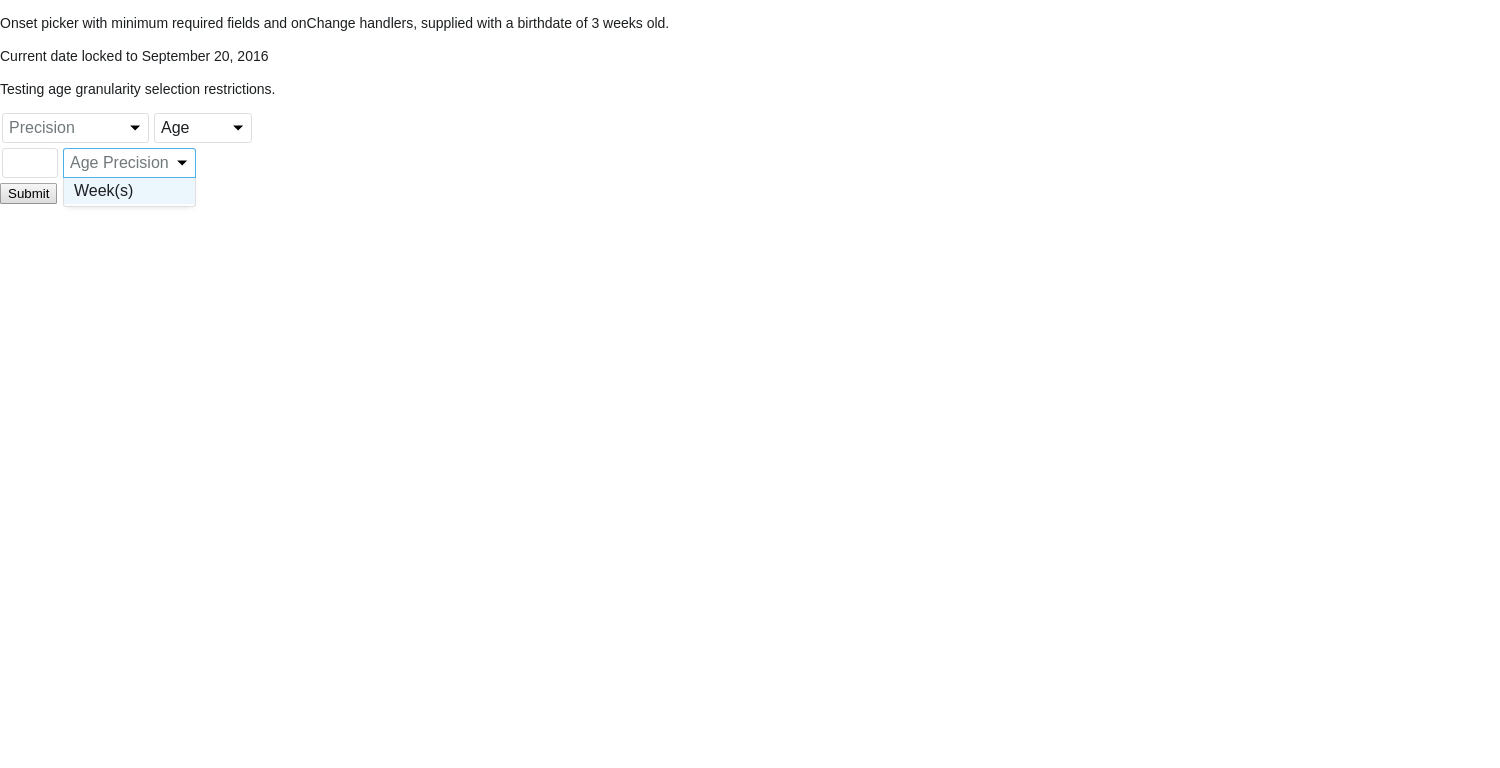 Onset picker with minimum required fields and onChange handlers, supplied with a birthdate of 3 weeks old.
Current date locked to September 20, 2016
Testing age granularity selection restrictions.
Precision Age
Age Precision
Week(s)
Submit